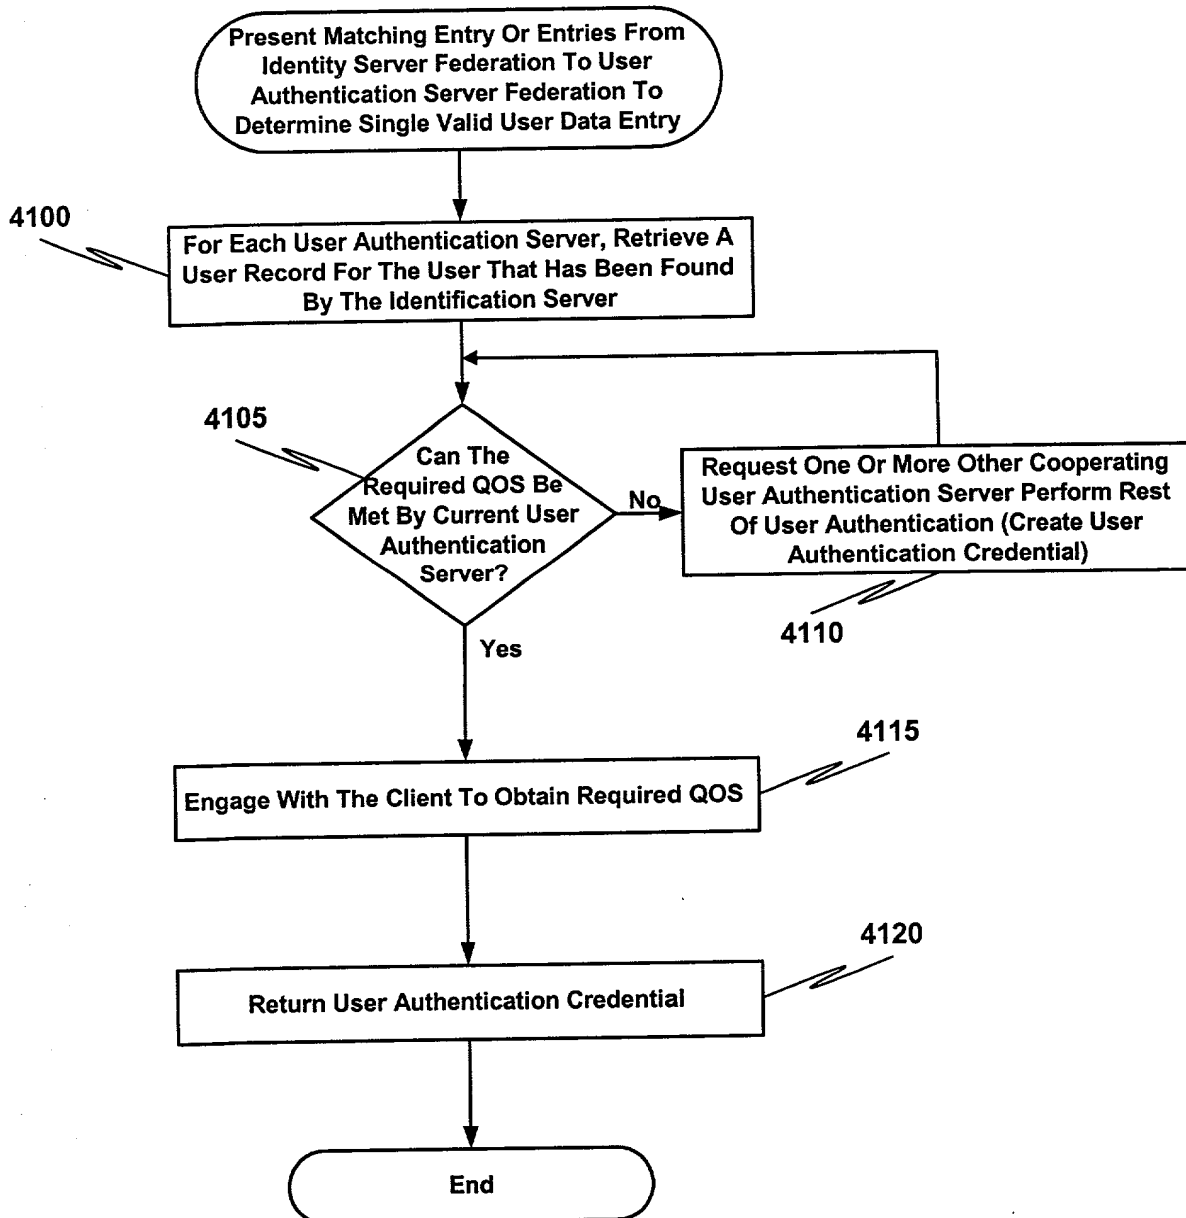 Present Matching Entry Or Entries From
Identity Server Federation To User
Authentication Server Federation To
Determine Single Valid User Data Entry
4100
For Each User Authentication Server, Retrieve A
User Record For The User That Has Been Found
By The Identification Server
4105
Can The
Required QOS Be
Met By Current User
Authentication
Server?
No
Request One Or More Other Cooperating
User Authentication Server Perform Rest
Of User Authentication (Create User
Authentication Credential)
4110
Yes
4115
Engage With The Client To Obtain Required QOS
4120
Return User Authentication Credential
End